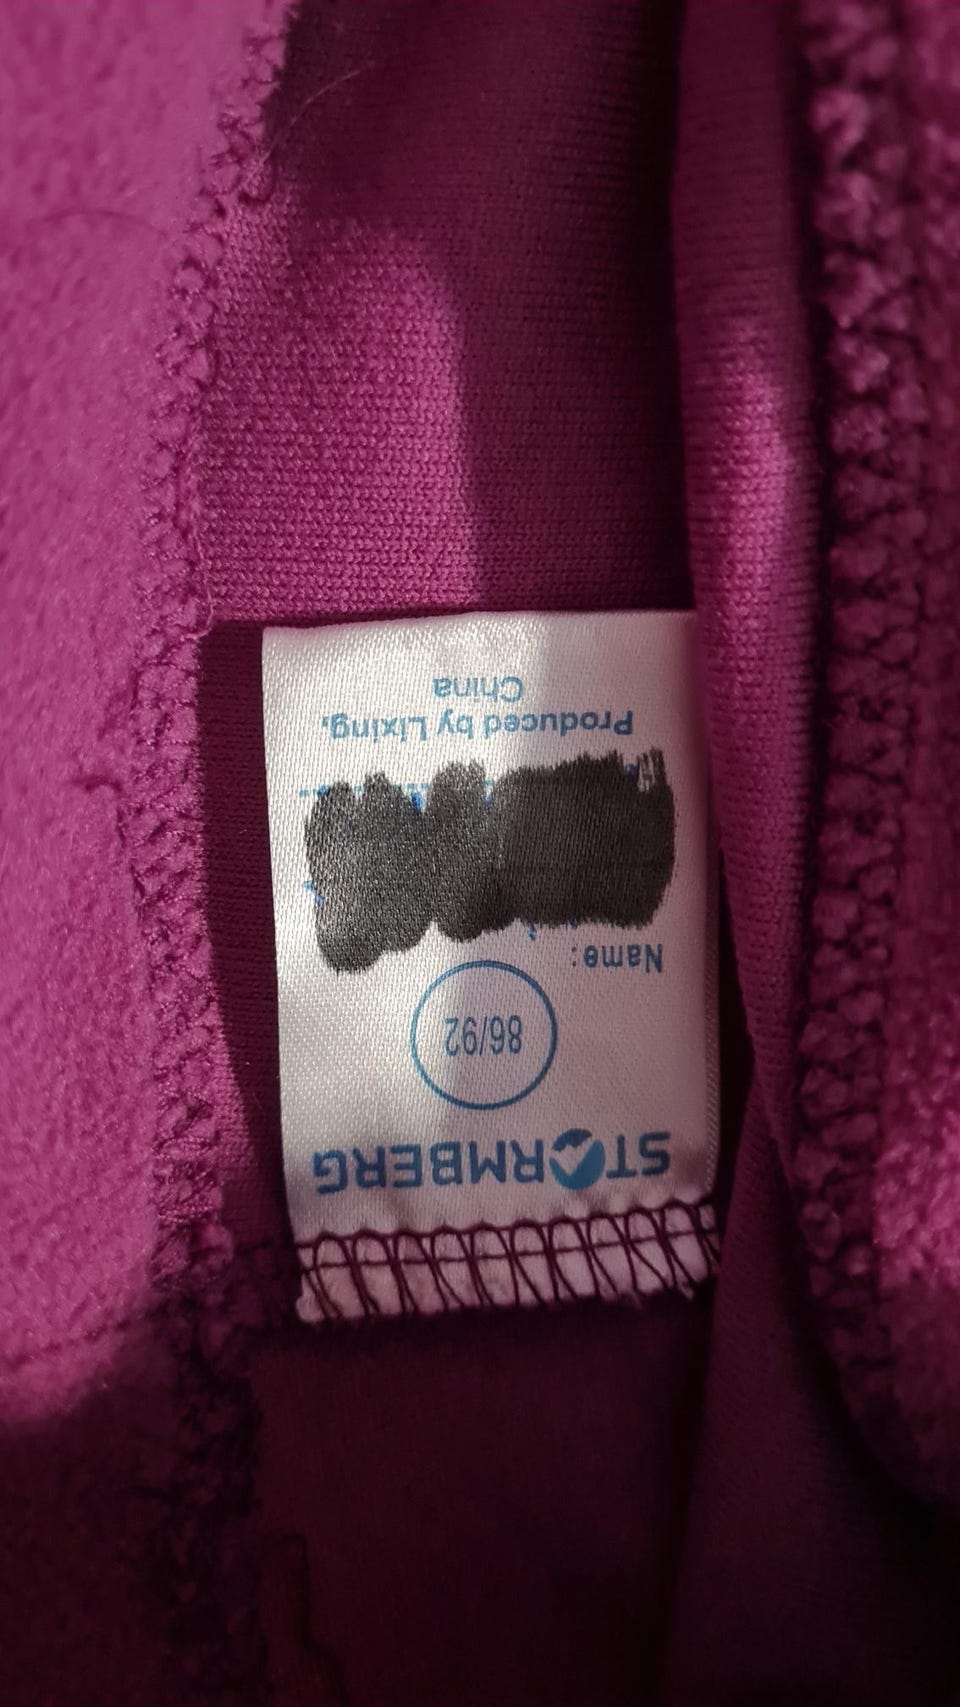 STORMBERG
86/92
Name:
Produced by Lixing,
China